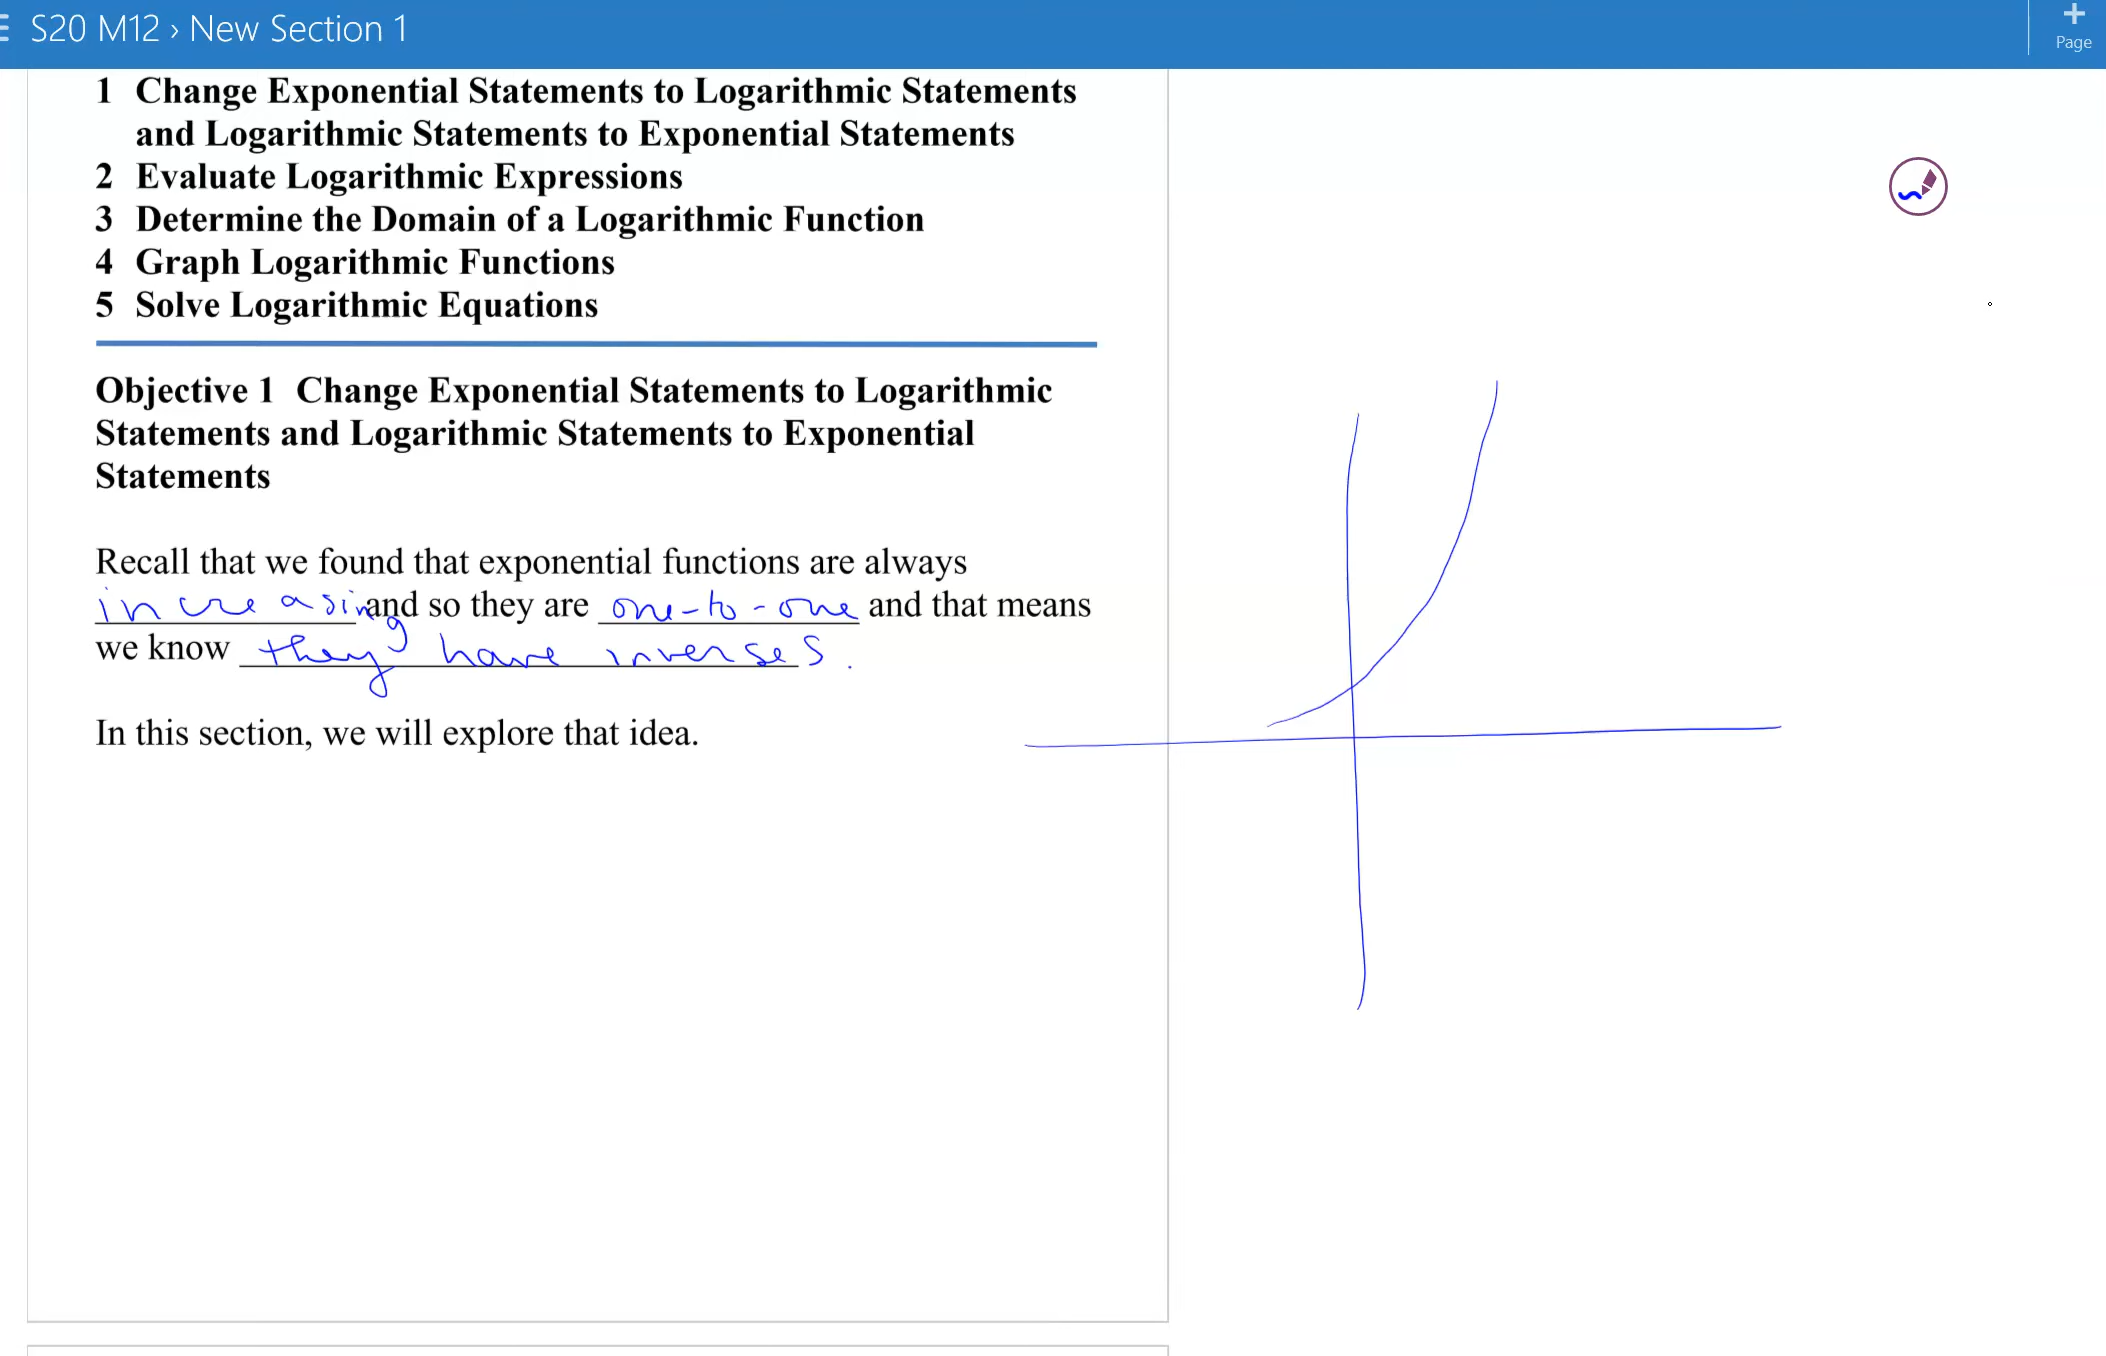 S20 M12 › New Section 1
Page
1 Change Exponential Statements to Logarithmic Statements
and Logarithmic Statements to Exponential Statements
2 Evaluate Logarithmic Expressions
3 Determine the Domain of a Logarithmic Function
4 Graph Logarithmic Functions
5 Solve Logarithmic Equations
Objective 1 Change Exponential Statements to Logarithmic
Statements and Logarithmic Statements to Exponential
Statements
Recall that we found that exponential functions are always
increasing and so they are one-to-one and that means
we know they have inverses.
In this section, we will explore that idea.